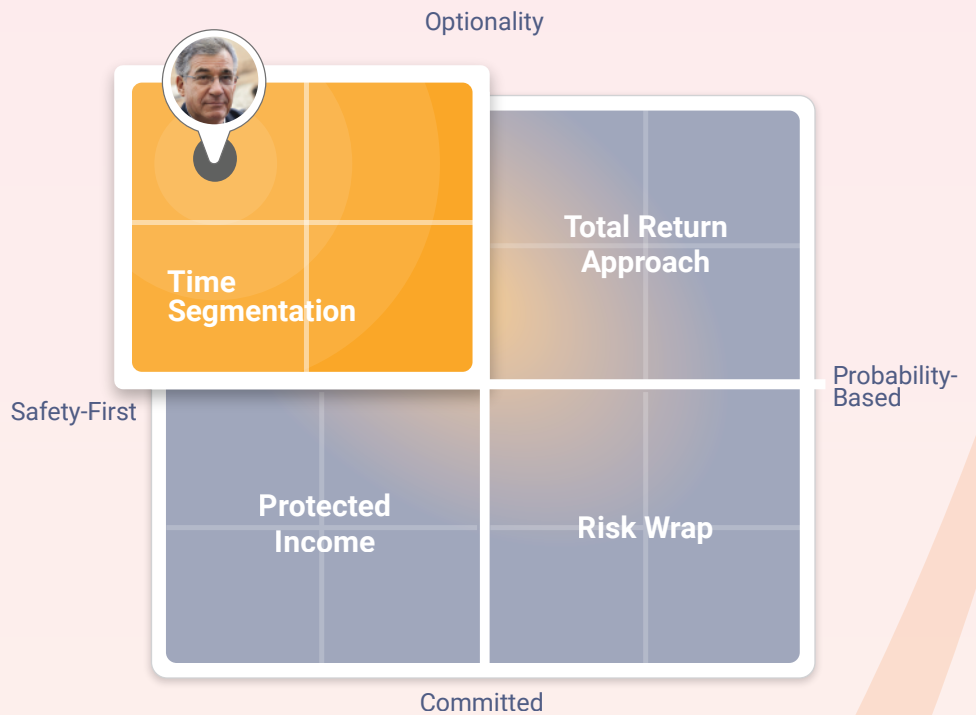 Optionality
Time
Segmentation
Total Return
Approach
Safety-First
Probability-
Based
Protected
Income
Risk Wrap
Committed